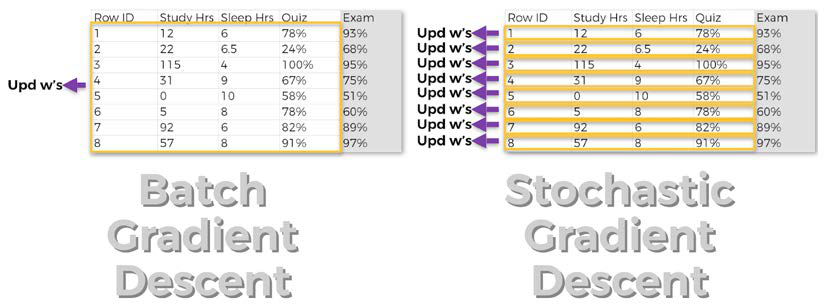 Row ID Study Hrs Sleep Hrs Quiz Exam
1 12 6 78% 93%
2 22 6.5 24% 68%
3 115 4 100% 95%
4 31 9 67% 75%
5 0 10 58% 51%
6 5 8 78% 60%
7 92 6 82% 89%
8 57 8 91% 97%
Upd w's
Batch
Gradient
Descent
Row ID Study Hrs Sleep Hrs Quiz Exam
Upd w's 1 12 6 78% 93%
Upd w's 2 22 6.5 24% 68%
Upd w's 3 115 4 100% 95%
Upd w's 4 31 9 67% 75%
Upd w's 5 0 10 58% 51%
Upd w's 6 5 8 78% 60%
Upd w's 7 92 6 82% 89%
Upd w's 8 57 8 91% 97%
Stochastic
Gradient
Descent